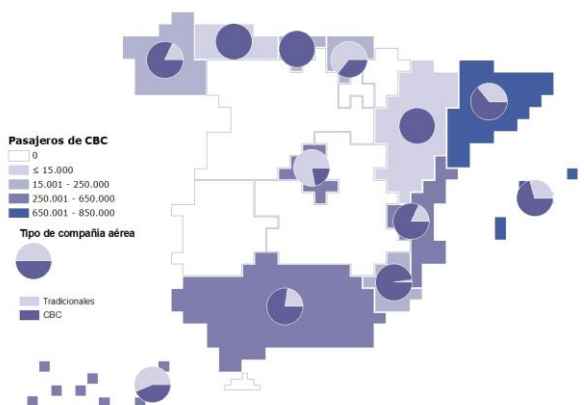 Pasajeros de CBC
0
≤ 15.000
15.001 - 250.000
250.001 - 650.000
650.001 - 850.000
Tipo de compañia aérea
Tradicionales
CBC